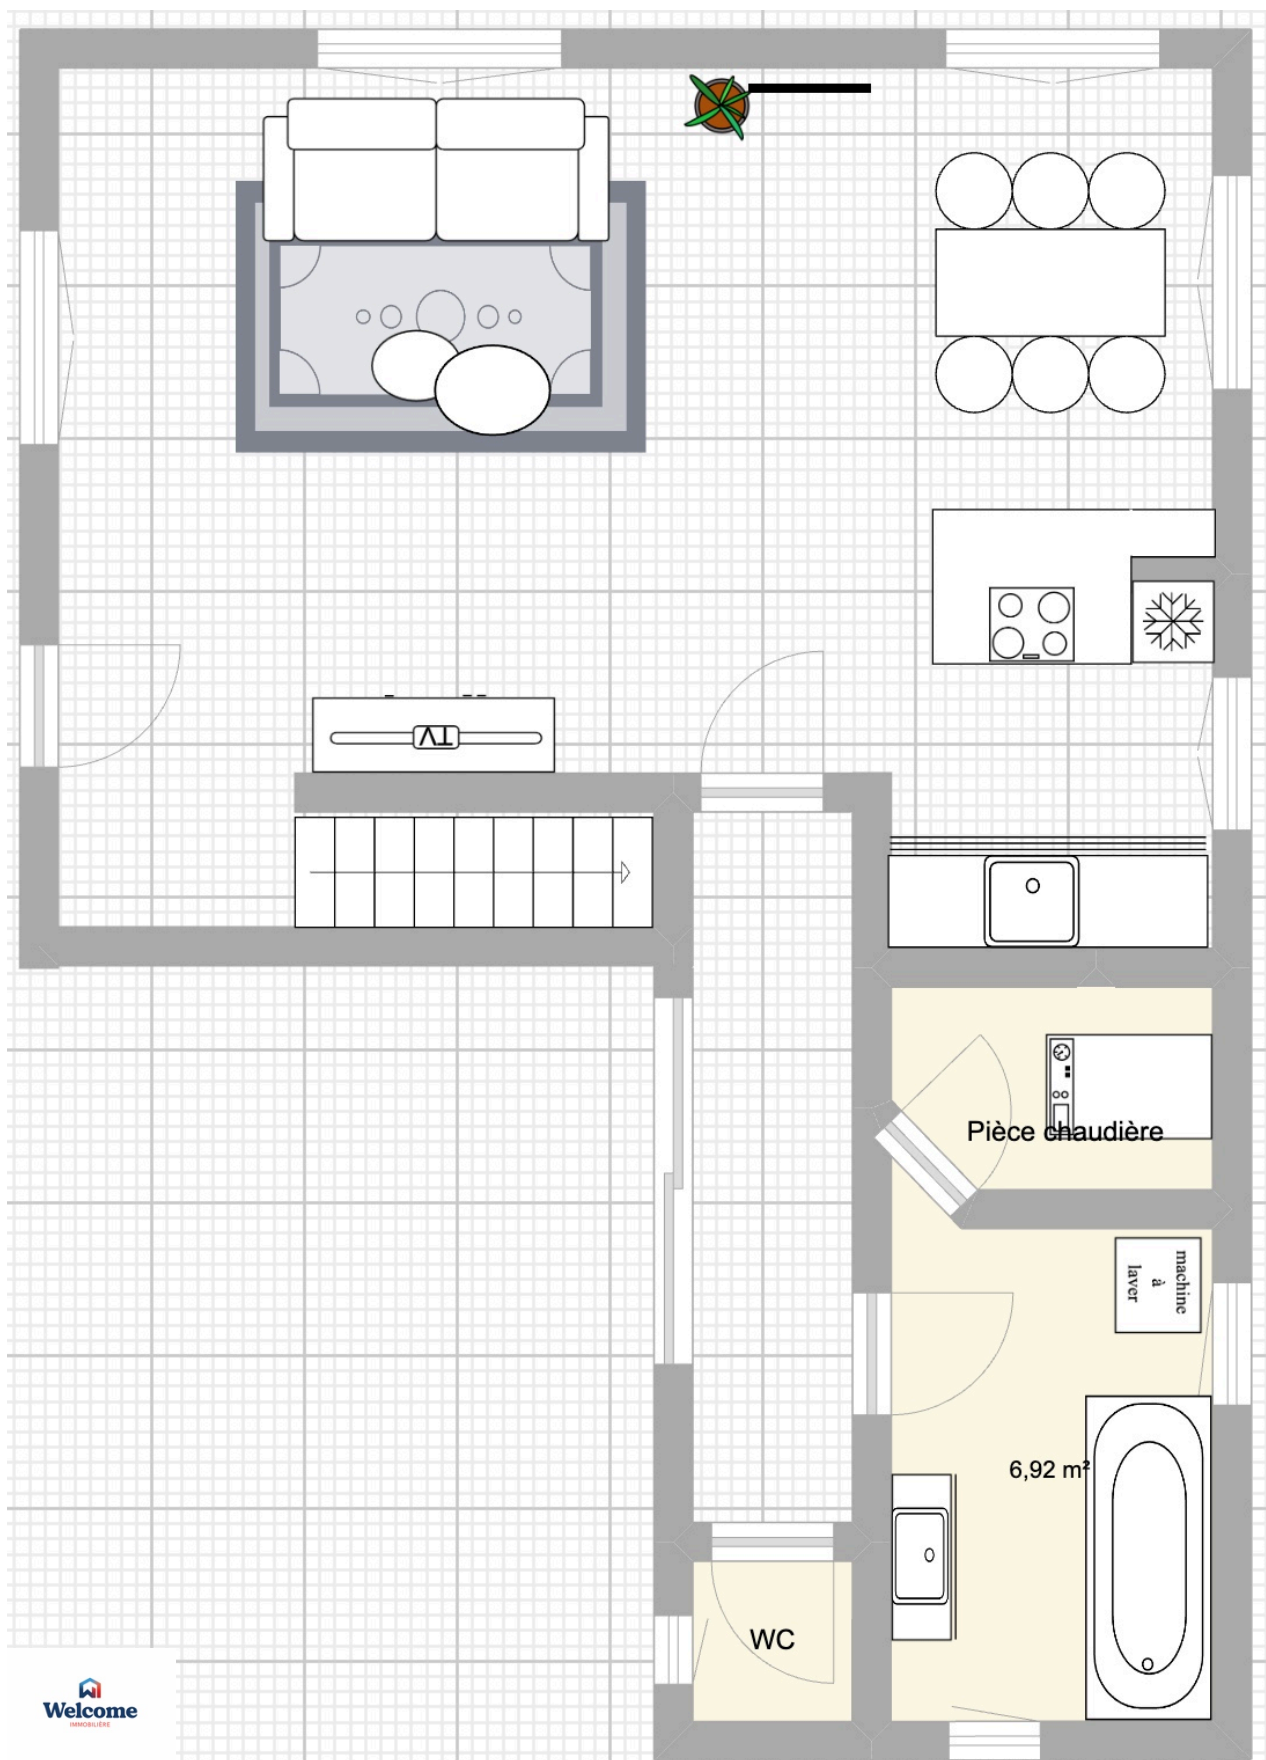 TV
Pièce chaudière
machine
à
laver
6,92 m²
WC
Welcome
IMMOBILIÈRE